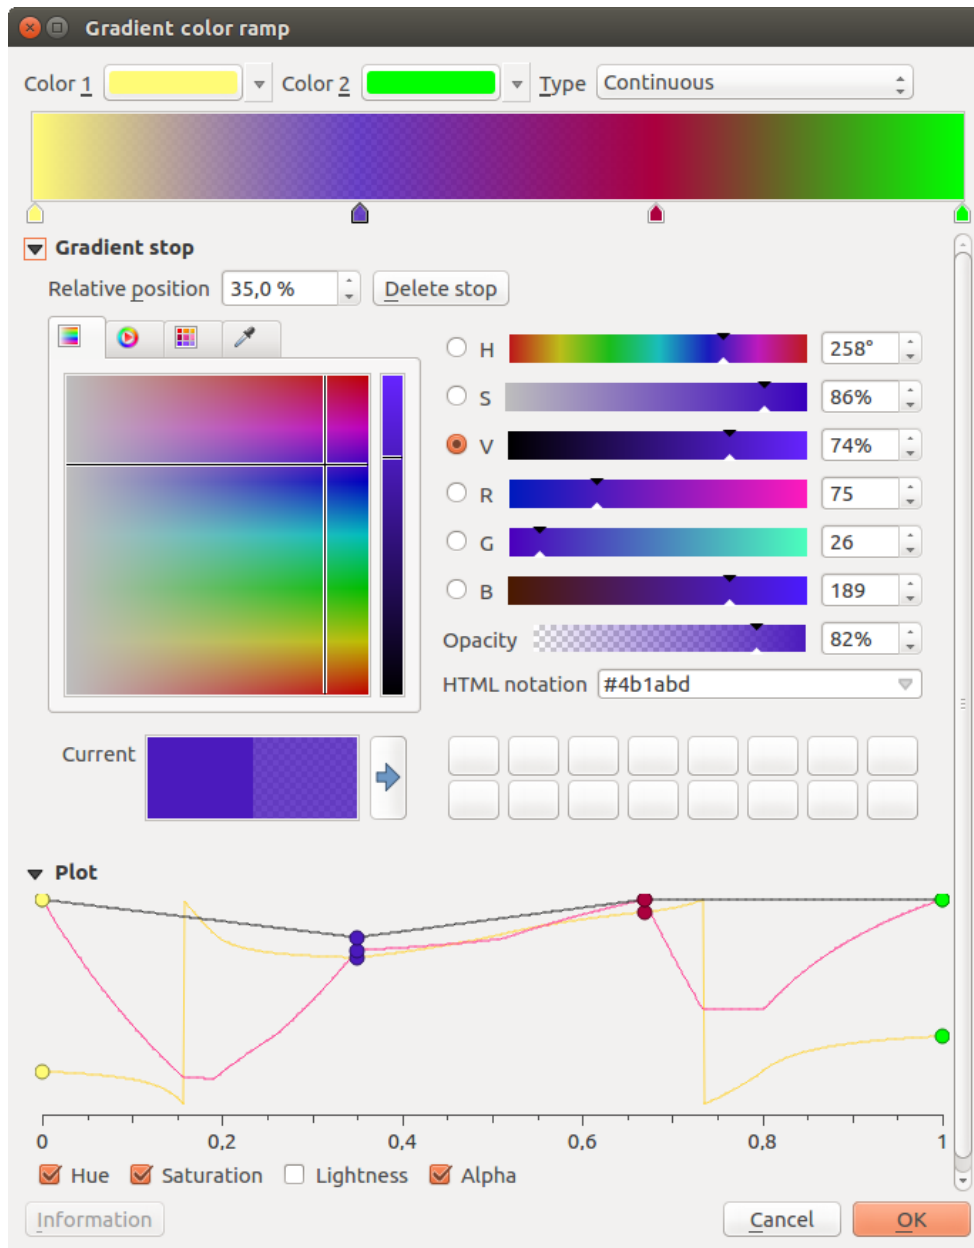 Gradient color ramp
Color 1 Color 2 Type Continuous
Gradient stop
Relative position 35,0 % Delete stop
H 258°
S 86%
V 74%
R 75
G 26
B 189
Opacity 82%
HTML notation #4b1abd
Current
Plot
0 0,2 0,4 0,6 0,8 1
Hue Saturation Lightness Alpha
Information Cancel OK